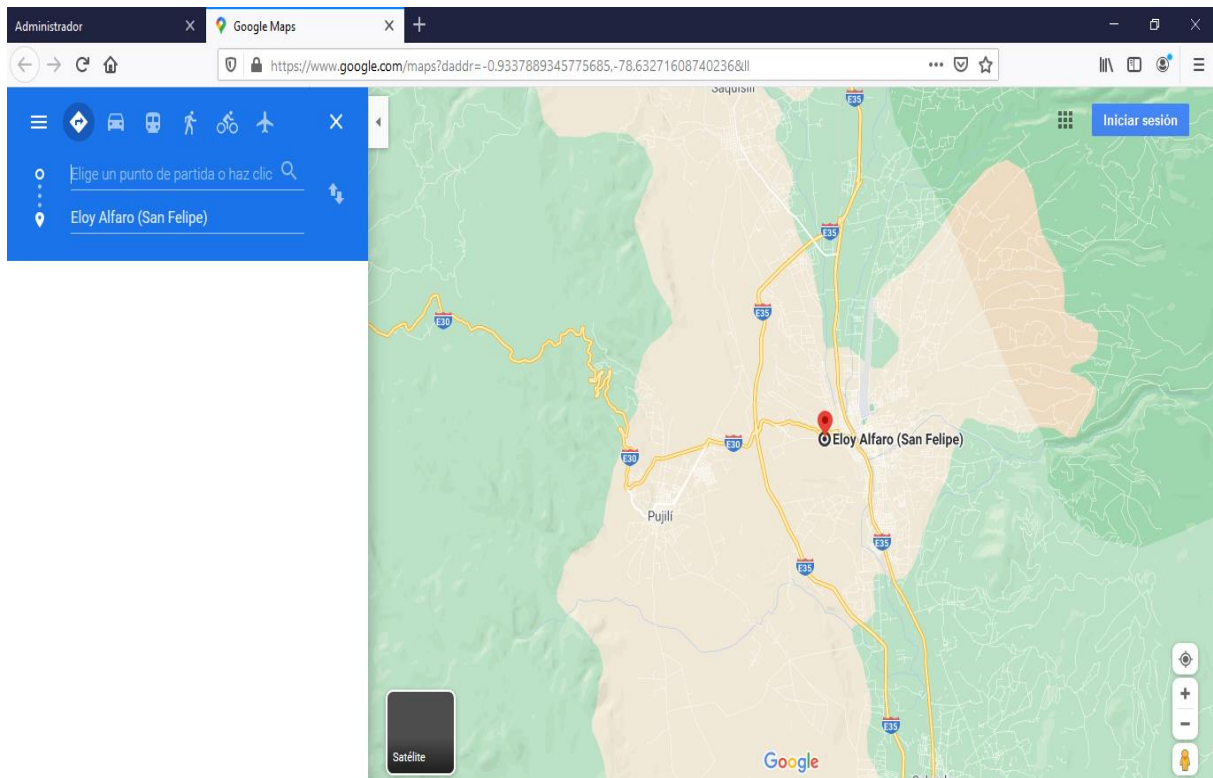 Administrador
Google Maps
https://www.google.com/maps?daddr=-0.9337889345775685,-78.63271608740236&ll
Elige un punto de partida o haz clic
Eloy Alfaro (San Felipe)
Iniciar sesión
Saquisilí
E35
E35
E30
E35
Eloy Alfaro (San Felipe)
E30
E30
Pujilí
E35
E35
E35
Satélite
Google